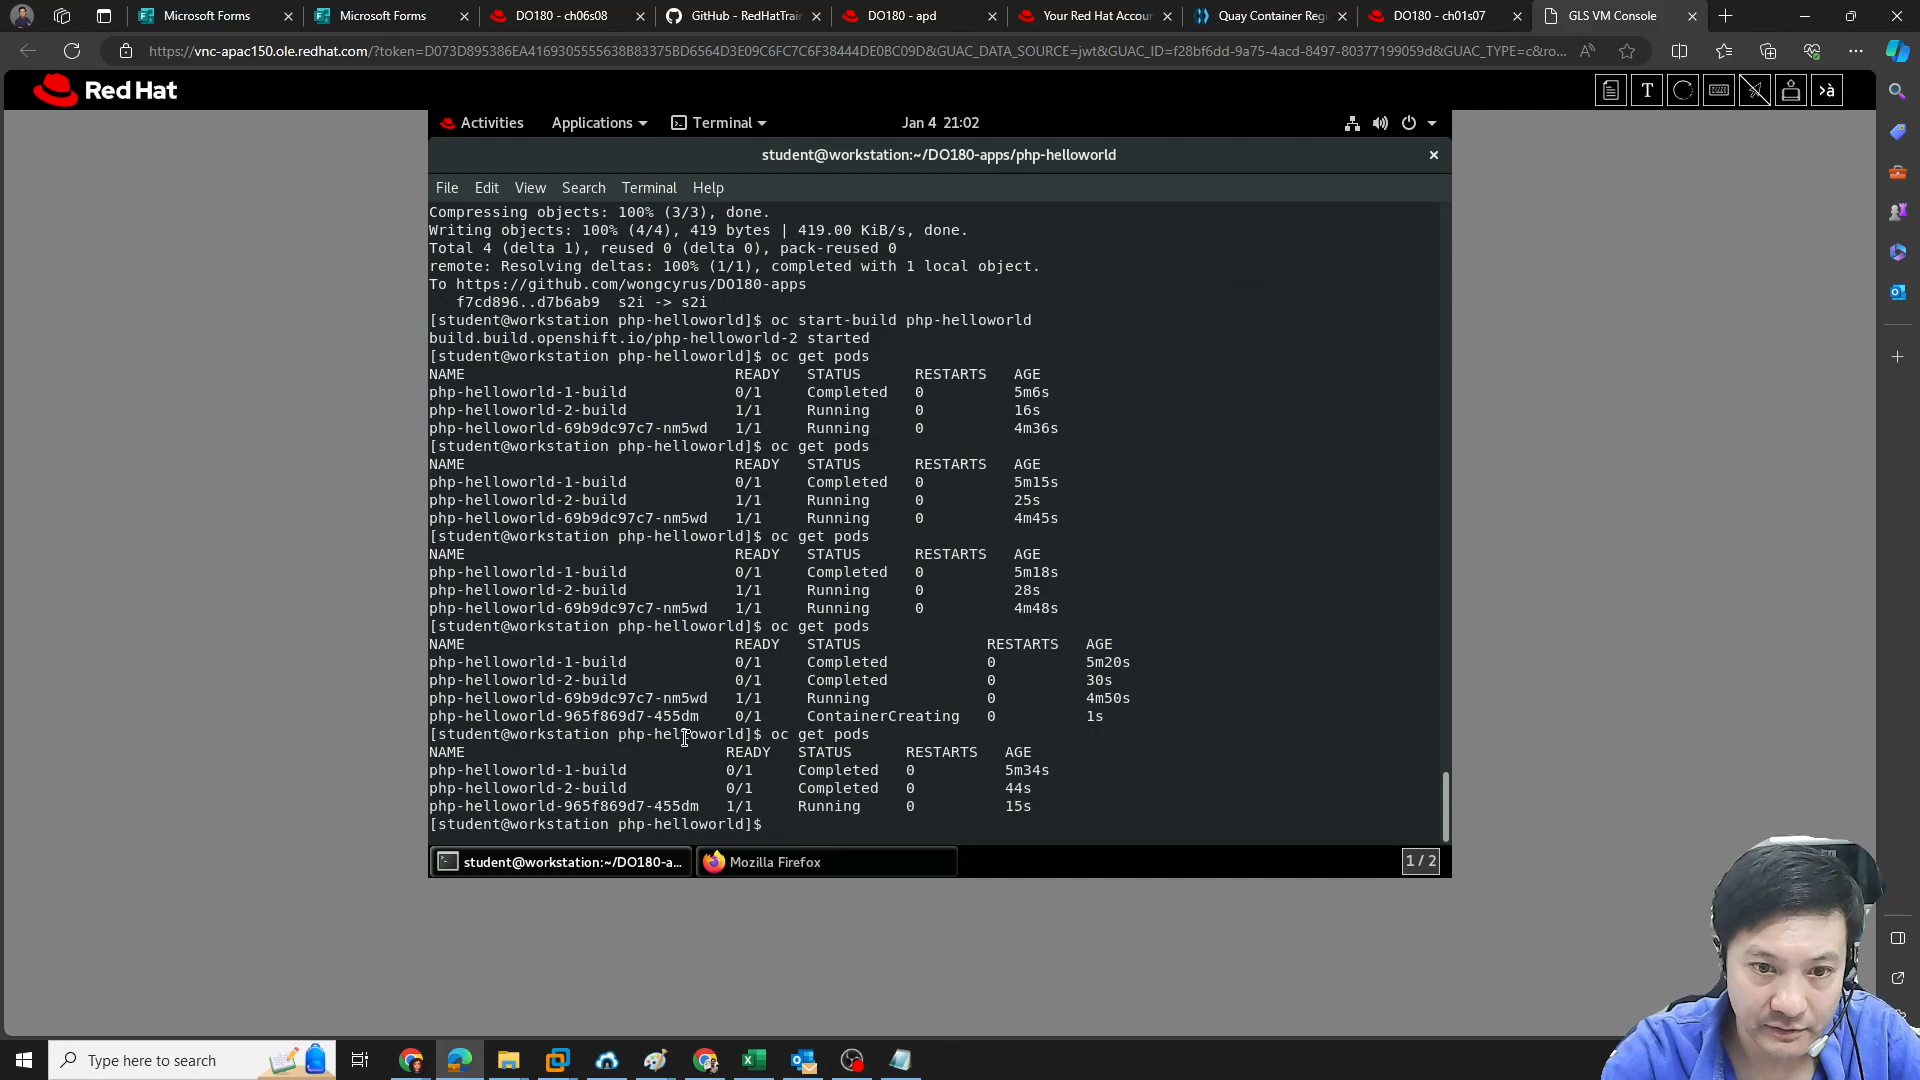 Microsoft Forms
Microsoft Forms
DO180 - ch06s08
GitHub - RedHatTrai
DO180 - apd
Your Red Hat Accoun
Quay Container Regi
DO180 - ch01s07
GLS VM Console
https://vnc-apac150.ole.redhat.com/?token=D073D895386EA4169305555638B83375BD6564D3E09C6FC7C6F38444DE0BC09D&GUAC_DATA_SOURCE=jwt&GUAC_ID=f28bf6dd-9a75-4acd-8497-80377199059d&GUAC_TYPE=c&ro...
Red Hat
Activities
Applications
Terminal
Jan 4 21:02
student@workstation:~/DO180-apps/php-helloworld
File Edit View Search Terminal Help
Compressing objects: 100% (3/3), done.
Writing objects: 100% (4/4), 419 bytes | 419.00 KiB/s, done.
Total 4 (delta 1), reused 0 (delta 0), pack-reused 0
remote: Resolving deltas: 100% (1/1), completed with 1 local object.
To https://github.com/wongcyrus/DO180-apps
   f7cd896..d7b6ab9  s2i -> s2i
[student@workstation php-helloworld]$ oc start-build php-helloworld
build.build.openshift.io/php-helloworld-2 started
[student@workstation php-helloworld]$ oc get pods
NAME                              READY   STATUS      RESTARTS   AGE
php-helloworld-1-build            0/1     Completed   0          5m6s
php-helloworld-2-build            1/1     Running     0          16s
php-helloworld-69b9dc97c7-nm5wd   1/1     Running     0          4m36s
[student@workstation php-helloworld]$ oc get pods
NAME                              READY   STATUS      RESTARTS   AGE
php-helloworld-1-build            0/1     Completed   0          5m15s
php-helloworld-2-build            1/1     Running     0          25s
php-helloworld-69b9dc97c7-nm5wd   1/1     Running     0          4m45s
[student@workstation php-helloworld]$ oc get pods
NAME                              READY   STATUS      RESTARTS   AGE
php-helloworld-1-build            0/1     Completed   0          5m18s
php-helloworld-2-build            1/1     Running     0          28s
php-helloworld-69b9dc97c7-nm5wd   1/1     Running     0          4m48s
[student@workstation php-helloworld]$ oc get pods
NAME                              READY   STATUS              RESTARTS   AGE
php-helloworld-1-build            0/1     Completed           0          5m20s
php-helloworld-2-build            0/1     Completed           0          30s
php-helloworld-69b9dc97c7-nm5wd   1/1     Running             0          4m50s
php-helloworld-965f869d7-455dm    0/1     ContainerCreating   0          1s
[student@workstation php-helloworld]$ oc get pods
NAME                             READY   STATUS      RESTARTS   AGE
php-helloworld-1-build           0/1     Completed   0          5m34s
php-helloworld-2-build           0/1     Completed   0          44s
php-helloworld-965f869d7-455dm   1/1     Running     0          15s
[student@workstation php-helloworld]$
student@workstation:~/DO180-a...
Mozilla Firefox
1 / 2
Type here to search